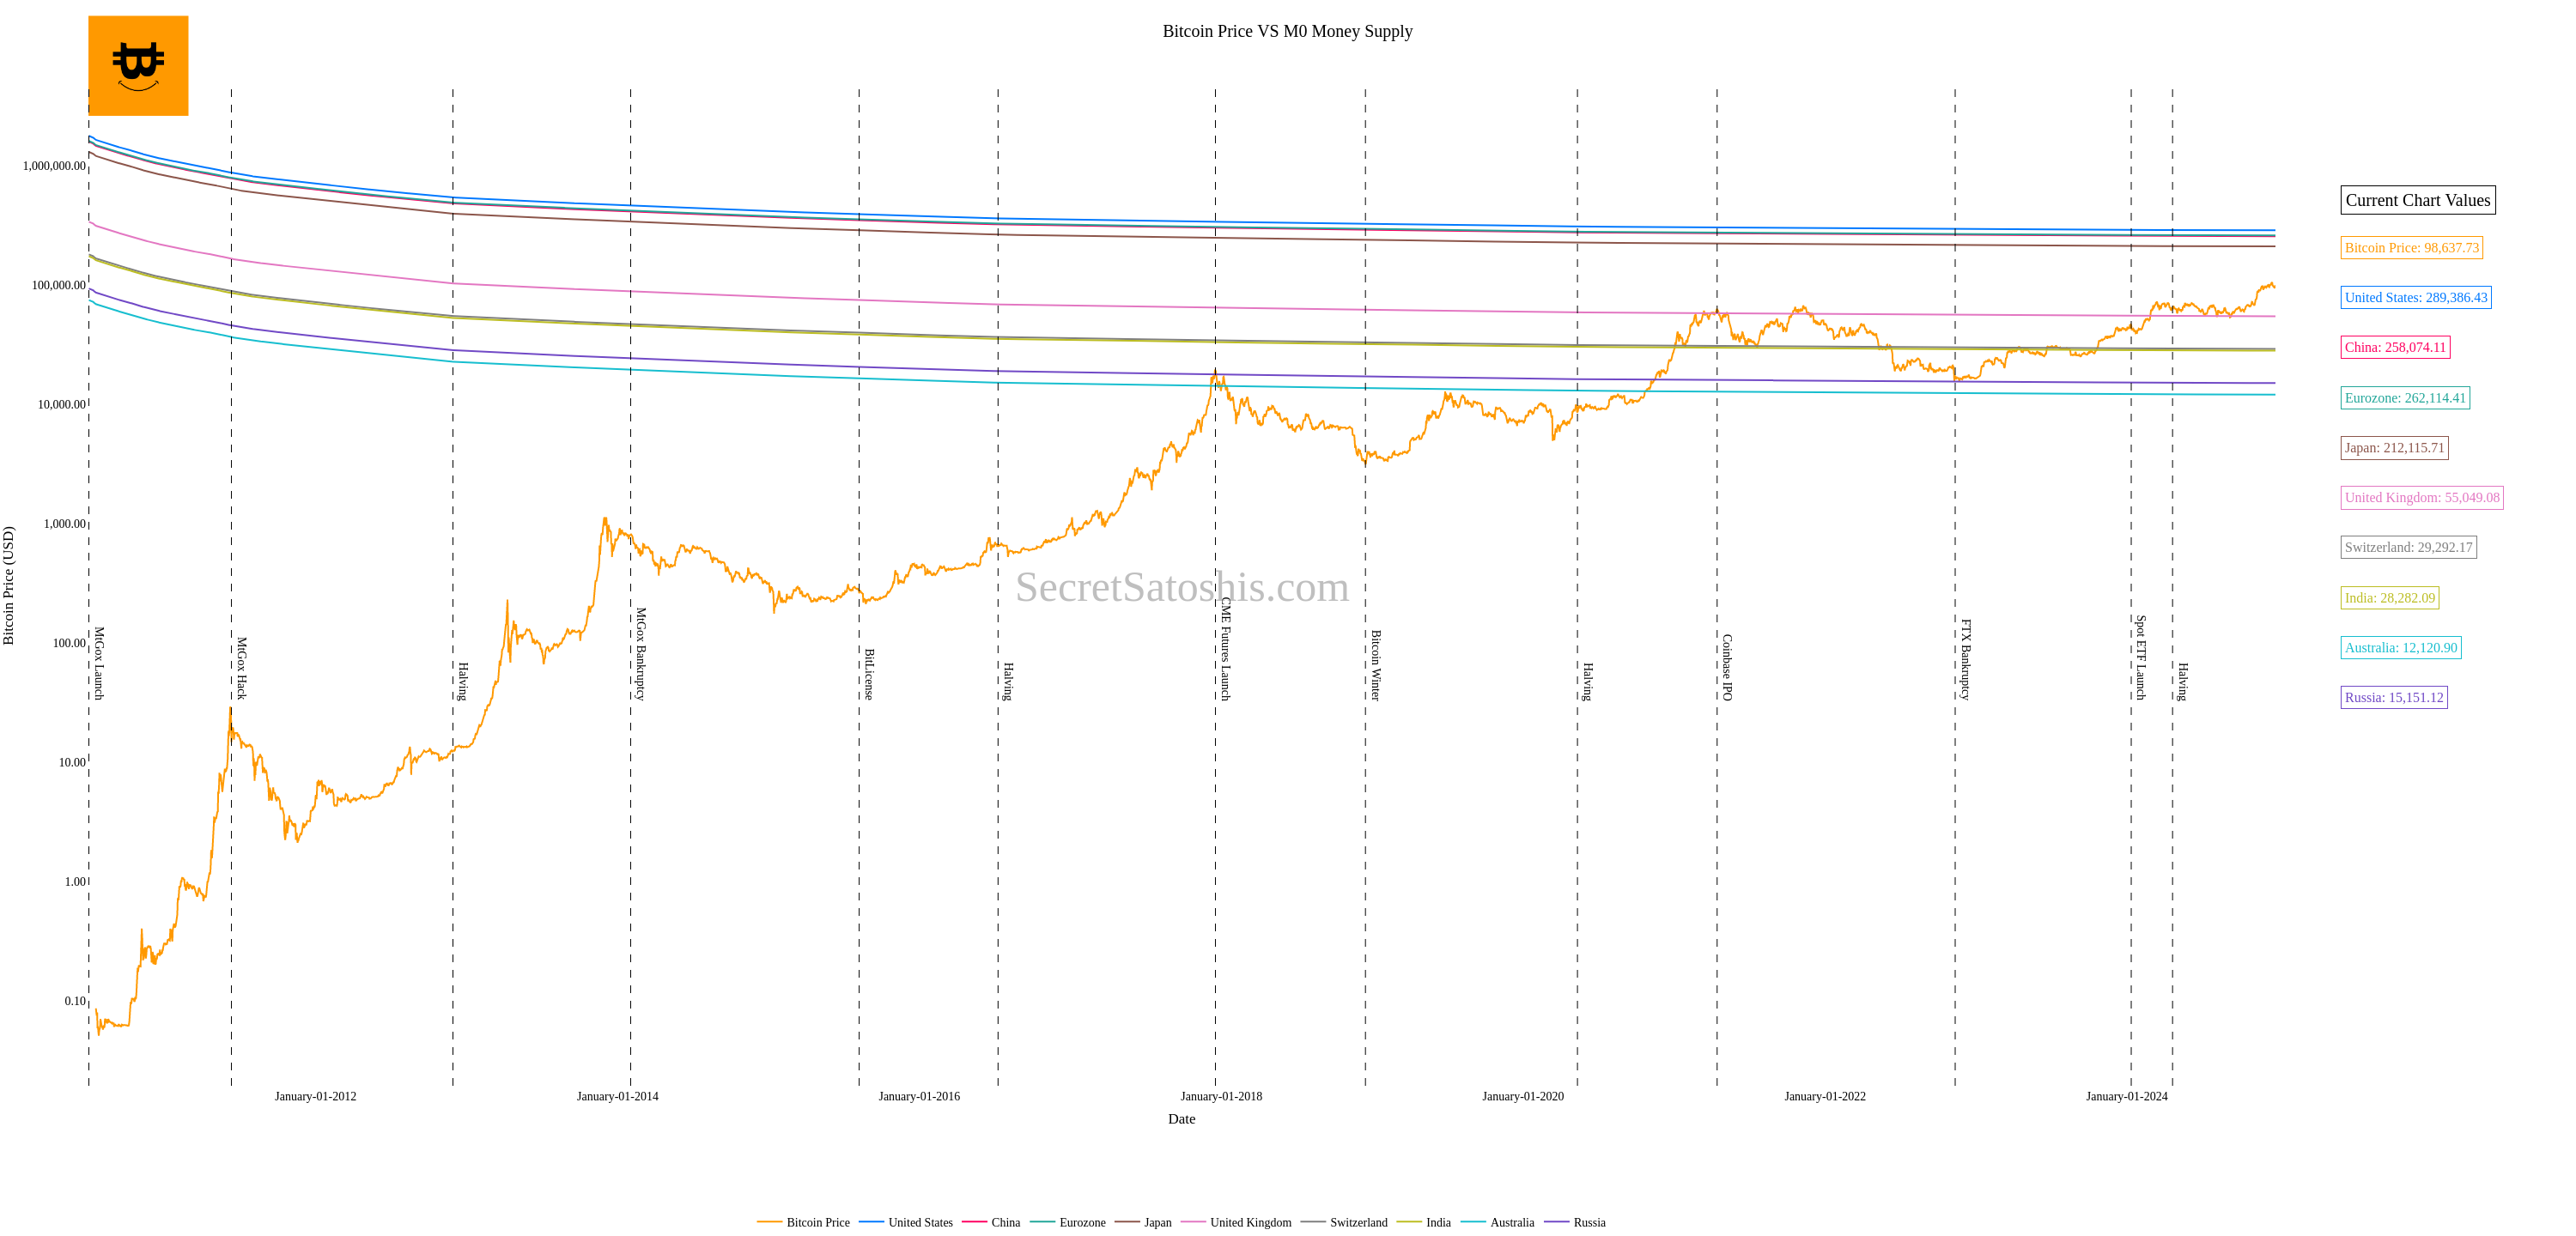 Bitcoin Price VS M0 Money Supply
1,000,000.00
100,000.00
10,000.00
1,000.00
100.00
10.00
1.00
0.10
Bitcoin Price (USD)
MtGox Launch
MtGox Hack
Halving
MtGox Bankruptcy
BitLicense
Halving
CME Futures Launch
Bitcoin Winter
Halving
Coinbase IPO
FTX Bankruptcy
Spot ETF Launch
Halving
SecretSatoshis.com
Current Chart Values
Bitcoin Price: 98,637.73
United States: 289,386.43
China: 258,074.11
Eurozone: 262,114.41
Japan: 212,115.71
United Kingdom: 55,049.08
Switzerland: 29,292.17
India: 28,282.09
Australia: 12,120.90
Russia: 15,151.12
January-01-2012 January-01-2014 January-01-2016 January-01-2018 January-01-2020 January-01-2022 January-01-2024
Date
Bitcoin Price United States China Eurozone Japan United Kingdom Switzerland India Australia Russia